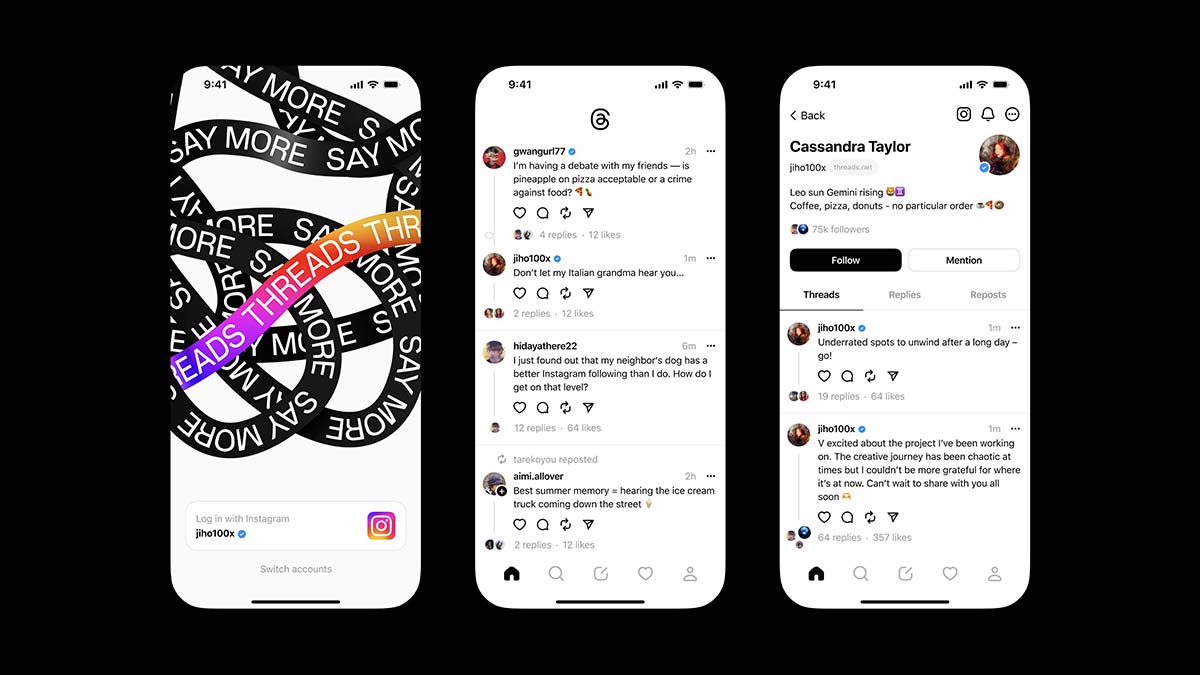 9:41
AY MORE
SAY MORE
SAY MO
SAY MORE
MORE
SAY MORE
READS THREADS THREADS THR
SAY MORE
SAY MORE
MORE
SAY MORE
Log in with Instagram
jiho100x
Switch accounts
9:41
gwangurl77
2h
I'm having a debate with my friends — is
pineapple on pizza acceptable or a crime
against food? 🍕🍍
4 replies · 12 likes
jiho100x
1m
Don't let my Italian grandma hear you...
2 replies · 12 likes
hidayathere22
6m
I just found out that my neighbor's dog has a
better Instagram following than I do. How do I
get on that level?
12 replies · 64 likes
tarekoyou reposted
aimi.allover
2h
Best summer memory = hearing the ice cream
truck coming down the street 🍦
2 replies · 12 likes
9:41
Back
Cassandra Taylor
jiho100x threads.net
Leo sun Gemini rising 🦁♊
Coffee, pizza, donuts - no particular order ☕🍕🍩
75k followers
Follow
Mention
Threads
Replies
Reposts
jiho100x
1m
Underrated spots to unwind after a long day –
go!
19 replies · 64 likes
jiho100x
1m
V excited about the project I've been working
on. The creative journey has been chaotic at
times but I couldn't be more grateful for where
it's at now. Can't wait to share with you all
soon 🫶
64 replies · 357 likes